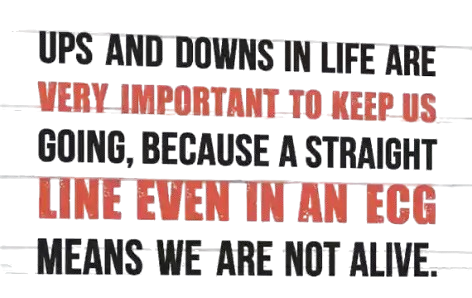 UPS AND DOWNS IN LIFE ARE
VERY IMPORTANT TO KEEP US
GOING, BECAUSE A STRAIGHT
LINE EVEN IN AN ECG
MEANS WE ARE NOT ALIVE.